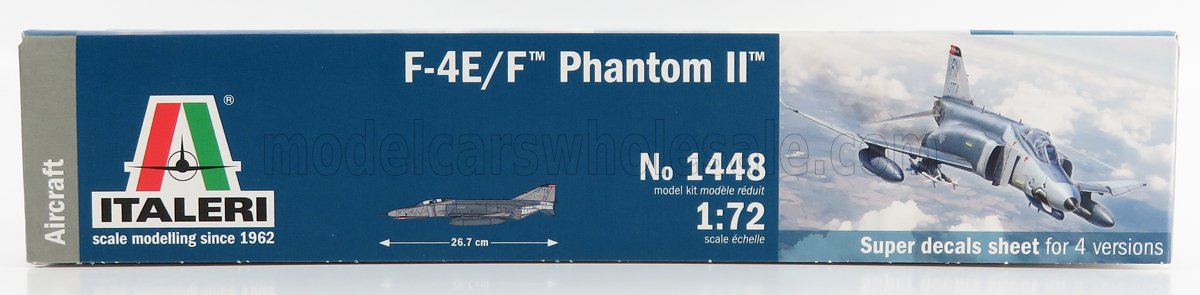 Aircraft
ITALERI
®
scale modelling since 1962
F-4E/F™ Phantom II™
modelcarswholesale.com
26.7 cm
No 1448
model kit modèle réduit
1:72
scale échelle
Super decals sheet for 4 versions